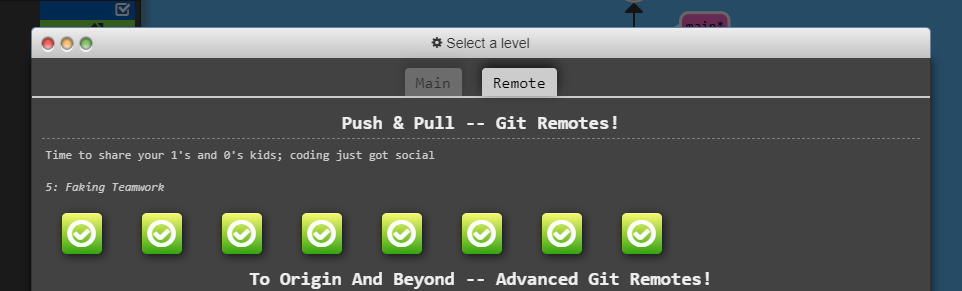 main*
Select a level
Main
Remote
Push & Pull -- Git Remotes!
Time to share your 1's and 0's kids; coding just got social
5: Faking Teamwork
To Origin And Beyond -- Advanced Git Remotes!